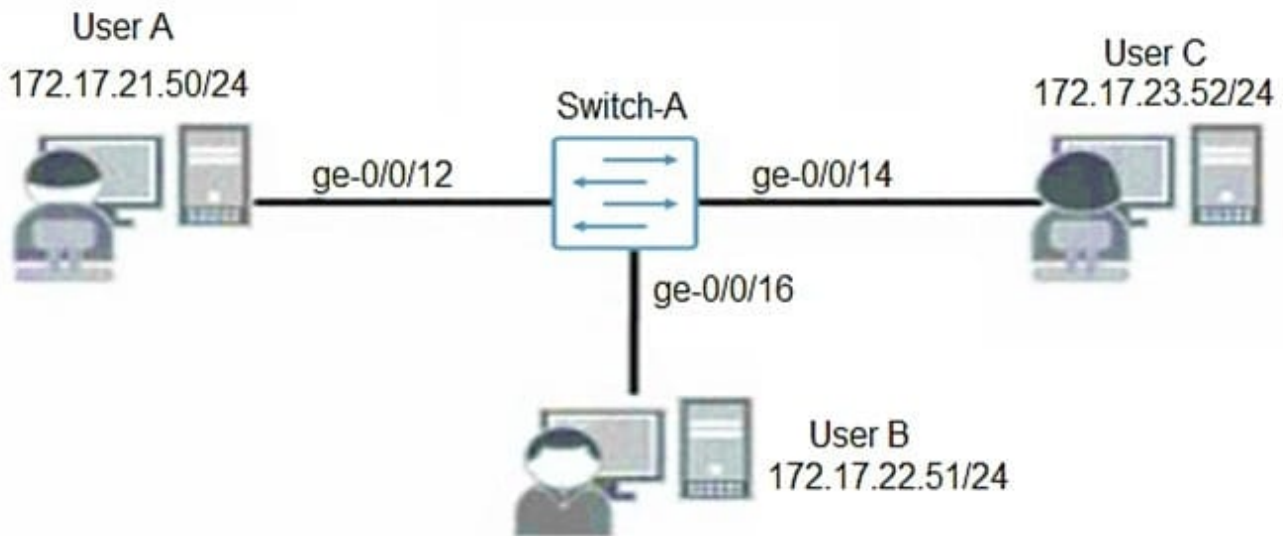 User A
172.17.21.50/24
Switch-A
User C
172.17.23.52/24
ge-0/0/12
ge-0/0/14
ge-0/0/16
User B
172.17.22.51/24